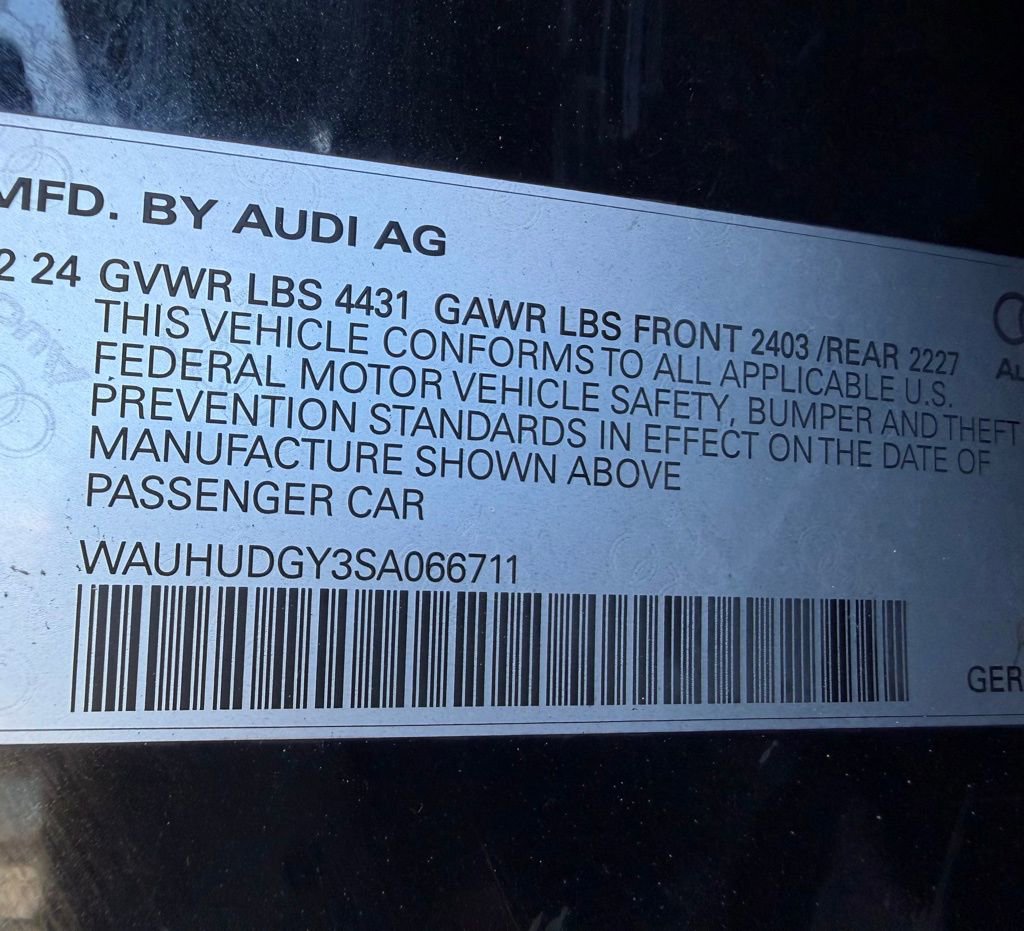 MFD. BY AUDI AG
2 24 GVWR LBS 4431 GAWR LBS FRONT 2403 /REAR 2227
THIS VEHICLE CONFORMS TO ALL APPLICABLE U.S.
FEDERAL MOTOR VEHICLE SAFETY, BUMPER AND THEFT
PREVENTION STANDARDS IN EFFECT ON THE DATE OF
MANUFACTURE SHOWN ABOVE
PASSENGER CAR
WAUHUDGY3SA066711